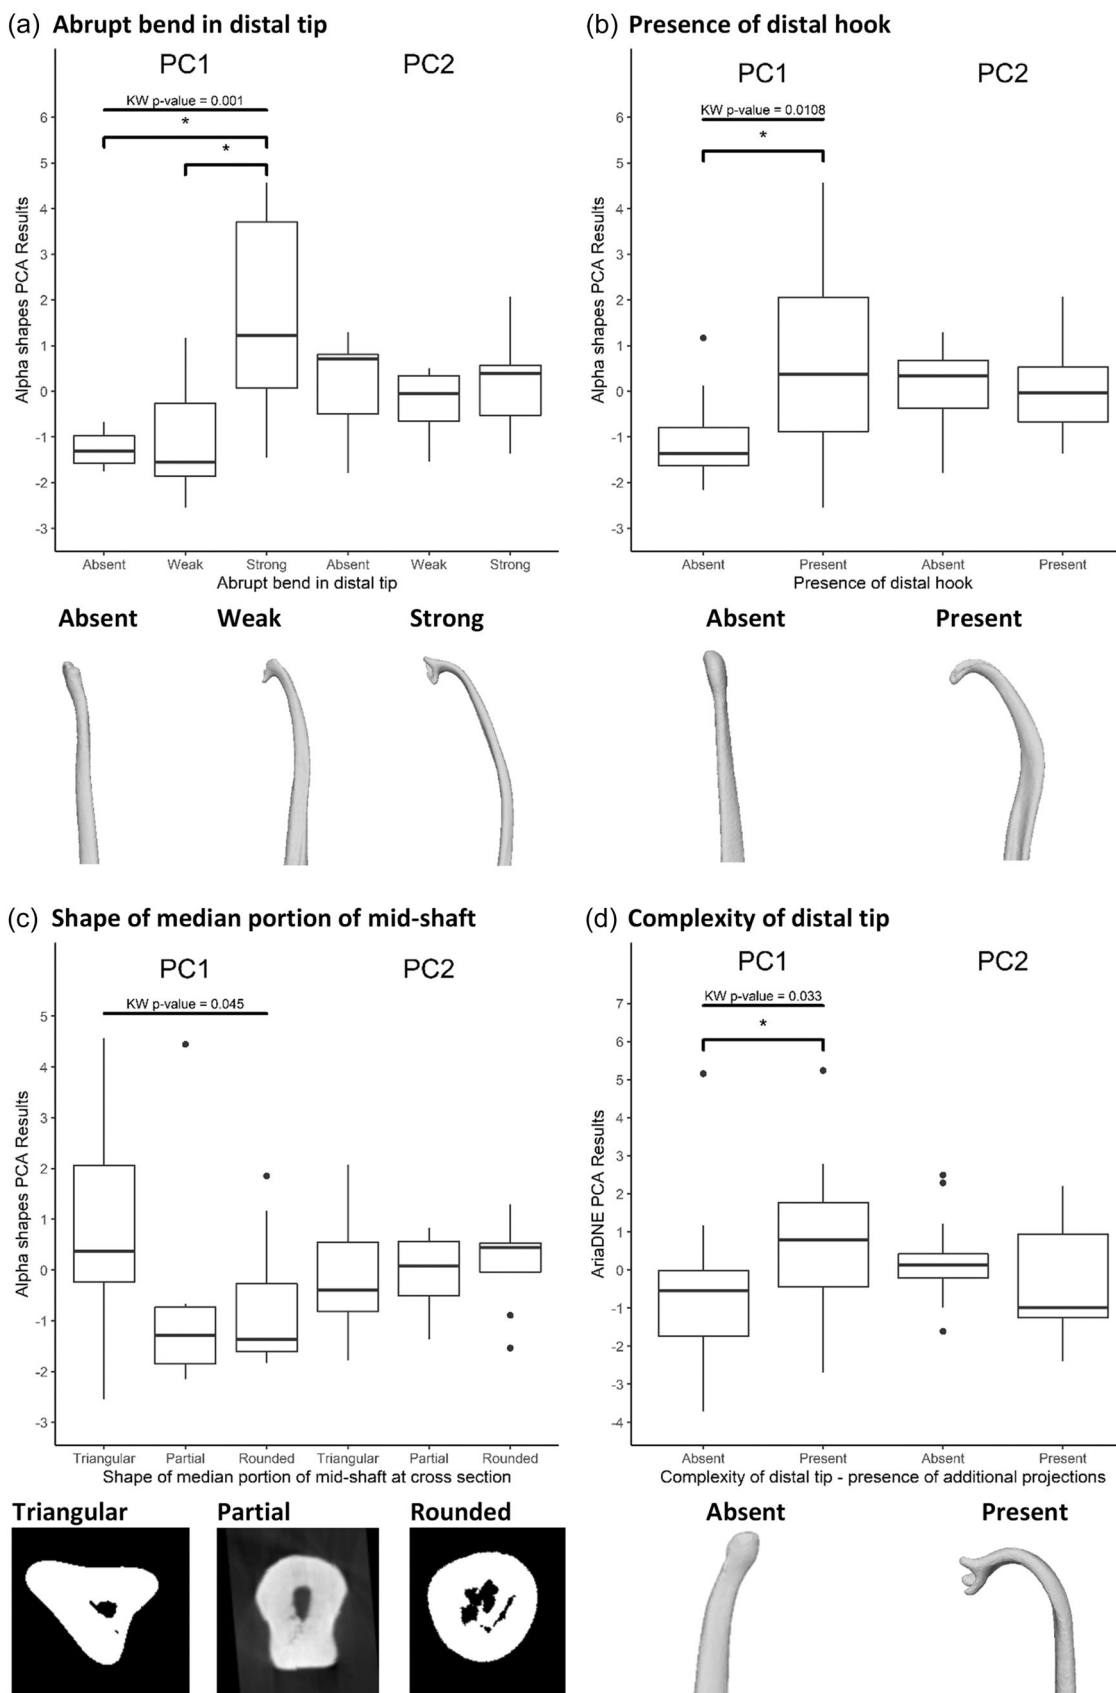 (a) Abrupt bend in distal tip
PC1 PC2
KW p-value = 0.001
*
*
6
5
4
3
2
1
0
-1
-2
-3
Alpha shapes PCA Results
Absent Weak Strong Absent Weak Strong
Abrupt bend in distal tip
Absent Weak Strong
(b) Presence of distal hook
PC1 PC2
KW p-value = 0.0108
*
6
5
4
3
2
1
0
-1
-2
-3
Alpha shapes PCA Results
Absent Present Absent Present
Presence of distal hook
Absent Present
(c) Shape of median portion of mid-shaft
PC1 PC2
KW p-value = 0.045
5
4
3
2
1
0
-1
-2
-3
Alpha shapes PCA Results
Triangular Partial Rounded Triangular Partial Rounded
Shape of median portion of mid-shaft at cross section
Triangular Partial Rounded
(d) Complexity of distal tip
PC1 PC2
KW p-value = 0.033
*
7
6
5
4
3
2
1
0
-1
-2
-3
-4
AriaDNE PCA Results
Absent Present Absent Present
Complexity of distal tip - presence of additional projections
Absent Present